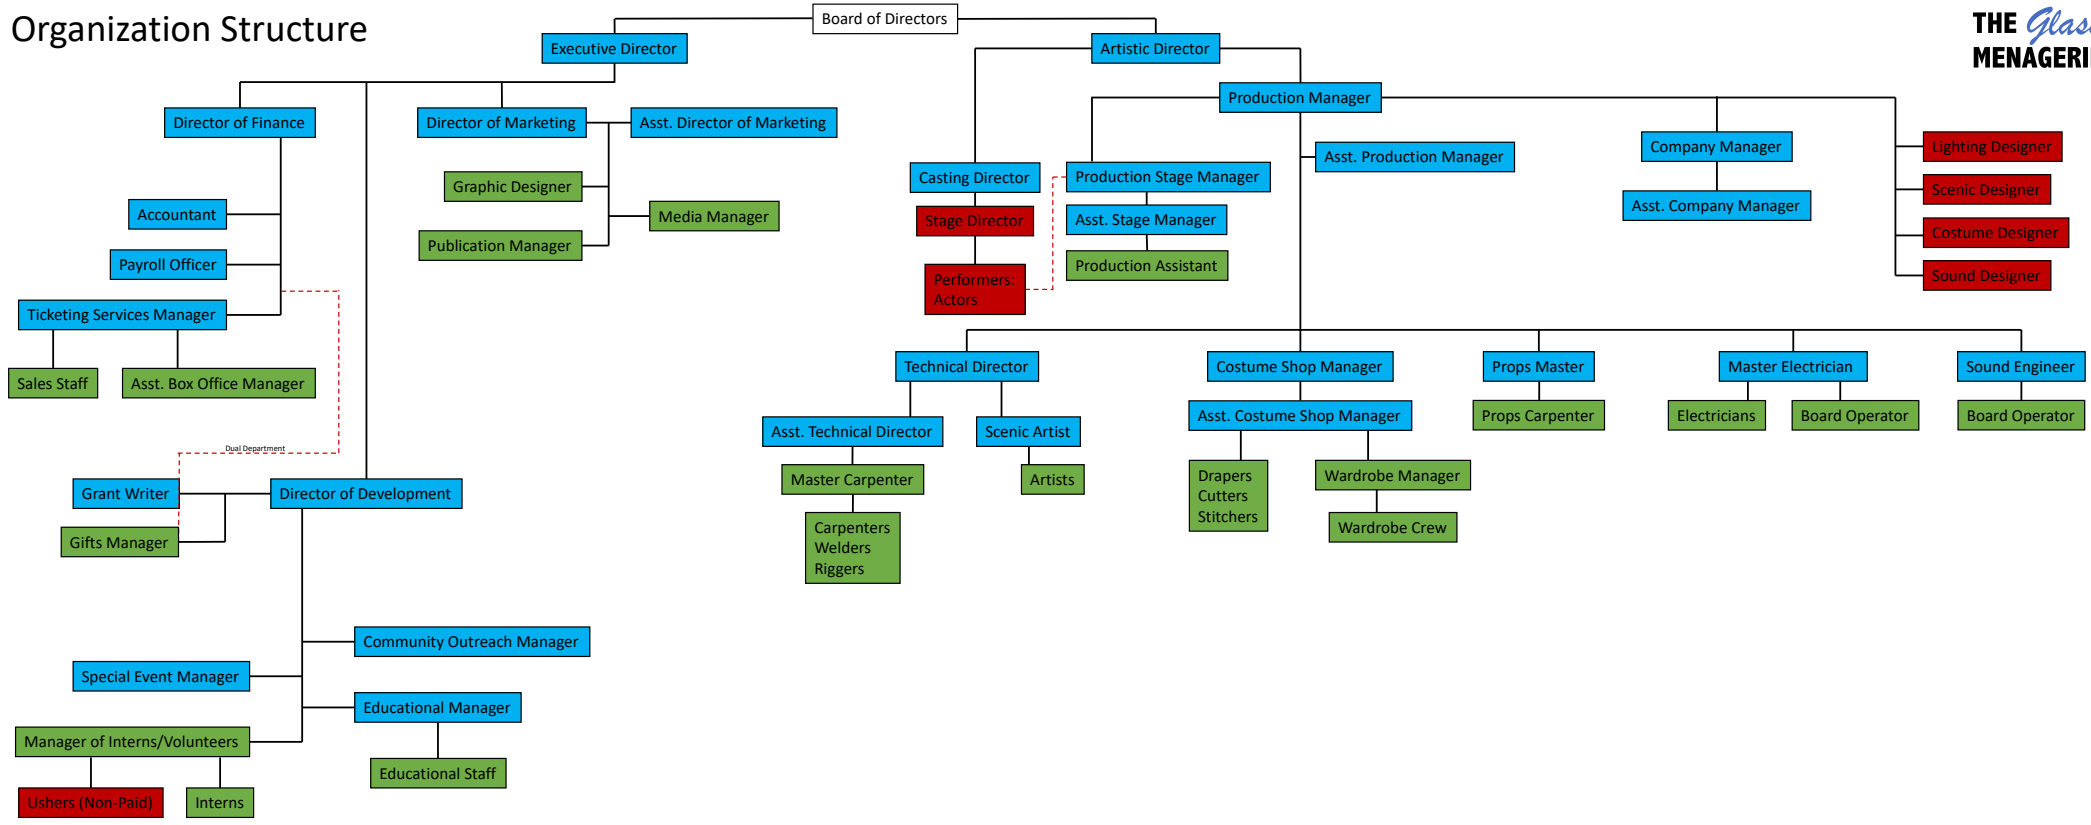 Organization Structure
Board of Directors
THE Glass
MENAGERIE
Executive Director
Artistic Director
Production Manager
Director of Finance
Director of Marketing
Asst. Director of Marketing
Lighting Designer
Company Manager
Asst. Production Manager
Casting Director
Production Stage Manager
Graphic Designer
Scenic Designer
Asst. Company Manager
Accountant
Media Manager
Stage Director
Asst. Stage Manager
Costume Designer
Publication Manager
Payroll Officer
Production Assistant
Sound Designer
Performers:
Actors
Ticketing Services Manager
Technical Director
Costume Shop Manager
Props Master
Master Electrician
Sound Engineer
Sales Staff
Asst. Box Office Manager
Asst. Costume Shop Manager
Props Carpenter
Electricians
Board Operator
Board Operator
Asst. Technical Director
Scenic Artist
Dual Department
Master Carpenter
Artists
Drapers
Cutters
Stitchers
Wardrobe Manager
Grant Writer
Director of Development
Wardrobe Crew
Carpenters
Welders
Riggers
Gifts Manager
Community Outreach Manager
Special Event Manager
Educational Manager
Manager of Interns/Volunteers
Educational Staff
Ushers (Non-Paid)
Interns